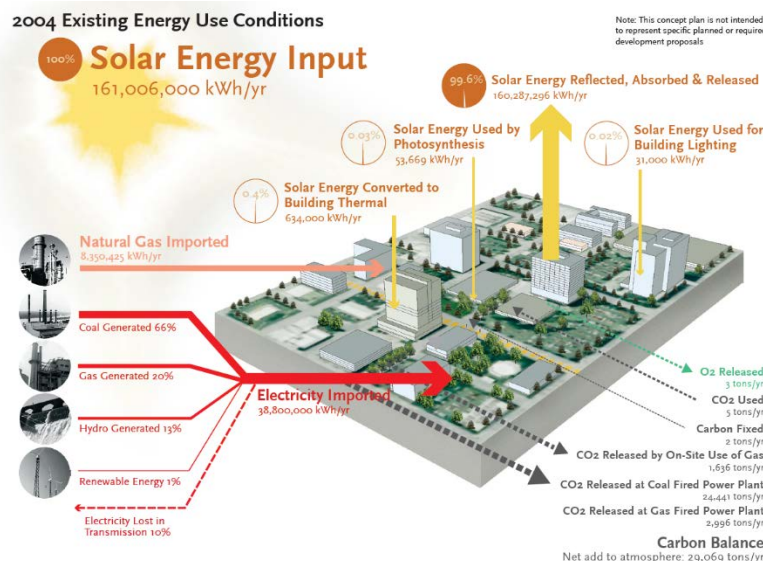 2004 Existing Energy Use Conditions
Note: This concept plan is not intended
to represent specific planned or required
development proposals
100%
Solar Energy Input
161,006,000 kWh/yr
99.6%
Solar Energy Reflected, Absorbed & Released
160,287,296 kWh/yr
0.03%
Solar Energy Used by
Photosynthesis
53,669 kWh/yr
0.02%
Solar Energy Used for
Building Lighting
31,000 kWh/yr
0.4%
Solar Energy Converted to
Building Thermal
634,000 kWh/yr
Natural Gas Imported
8,350,425 kWh/yr
Coal Generated 66%
Gas Generated 20%
Hydro Generated 13%
Renewable Energy 1%
Electricity Lost in
Transmission 10%
Electricity Imported
38,800,000 kWh/yr
O2 Released
3 tons/yr
CO2 Used
5 tons/yr
Carbon Fixed
2 tons/yr
CO2 Released by On-Site Use of Gas
1,636 tons/yr
CO2 Released at Coal Fired Power Plant
24,441 tons/yr
CO2 Released at Gas Fired Power Plant
2,996 tons/yr
Carbon Balance
Net add to atmosphere: 29,069 tons/yr